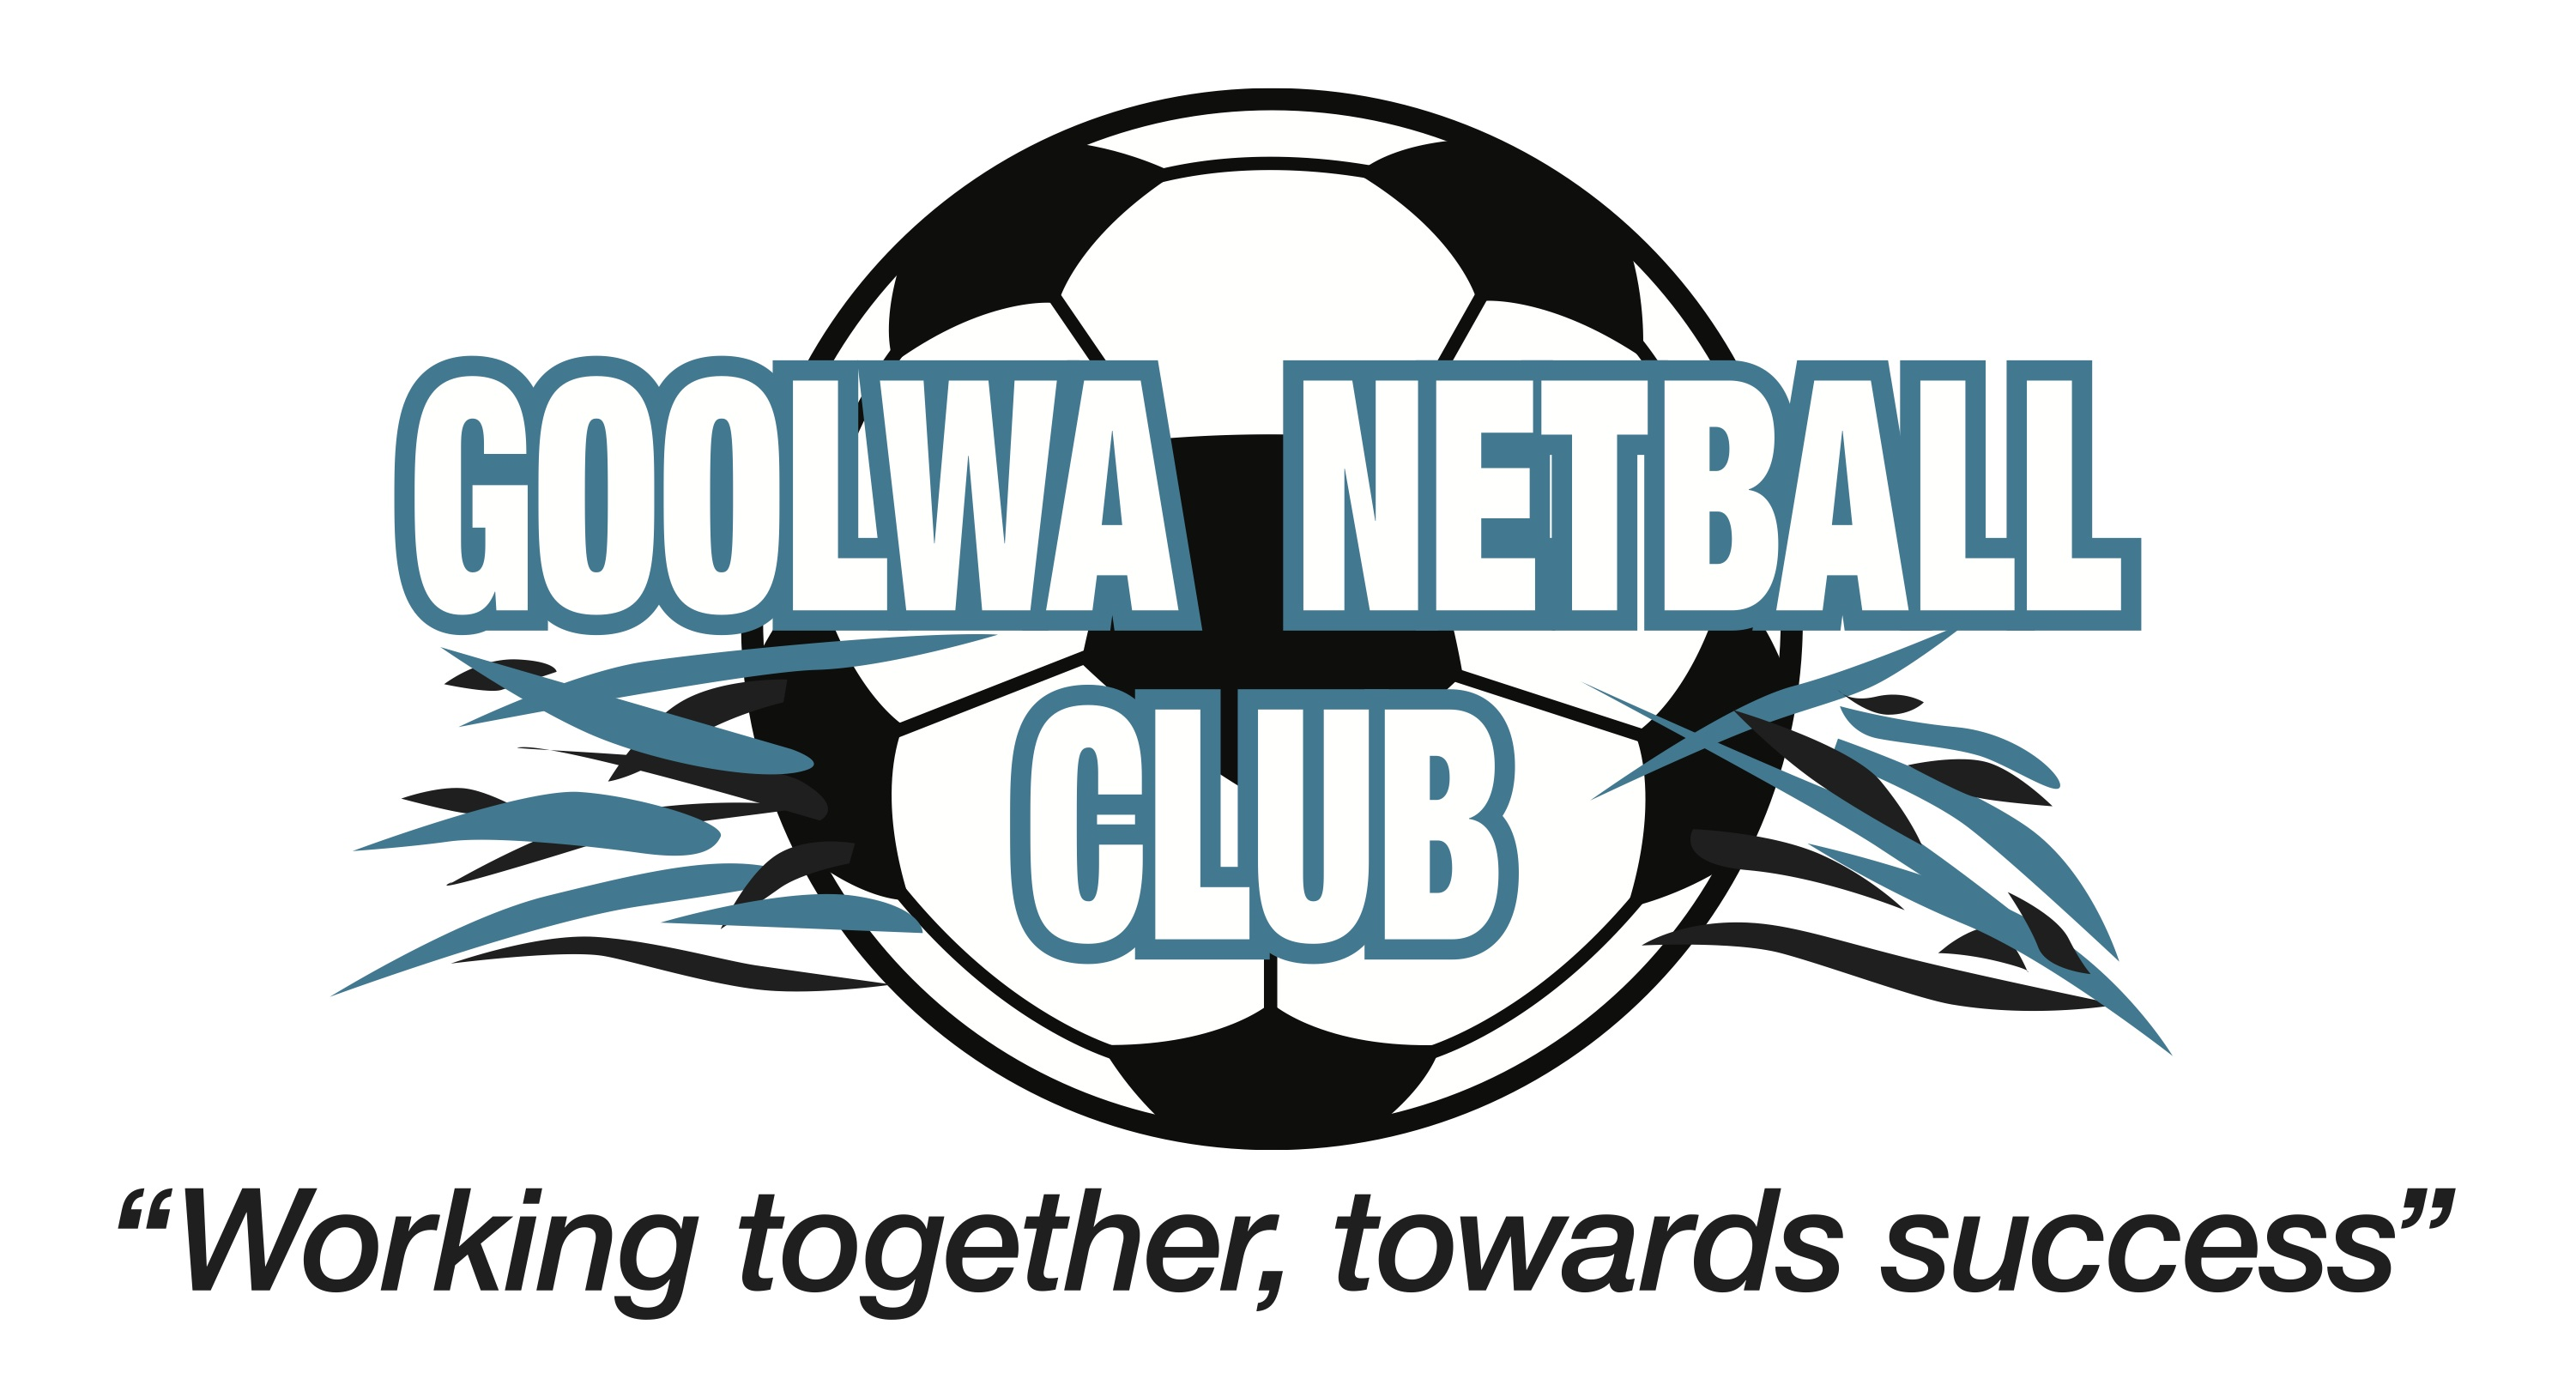 GOOLWA NETBALL
CLUB
“Working together, towards success”